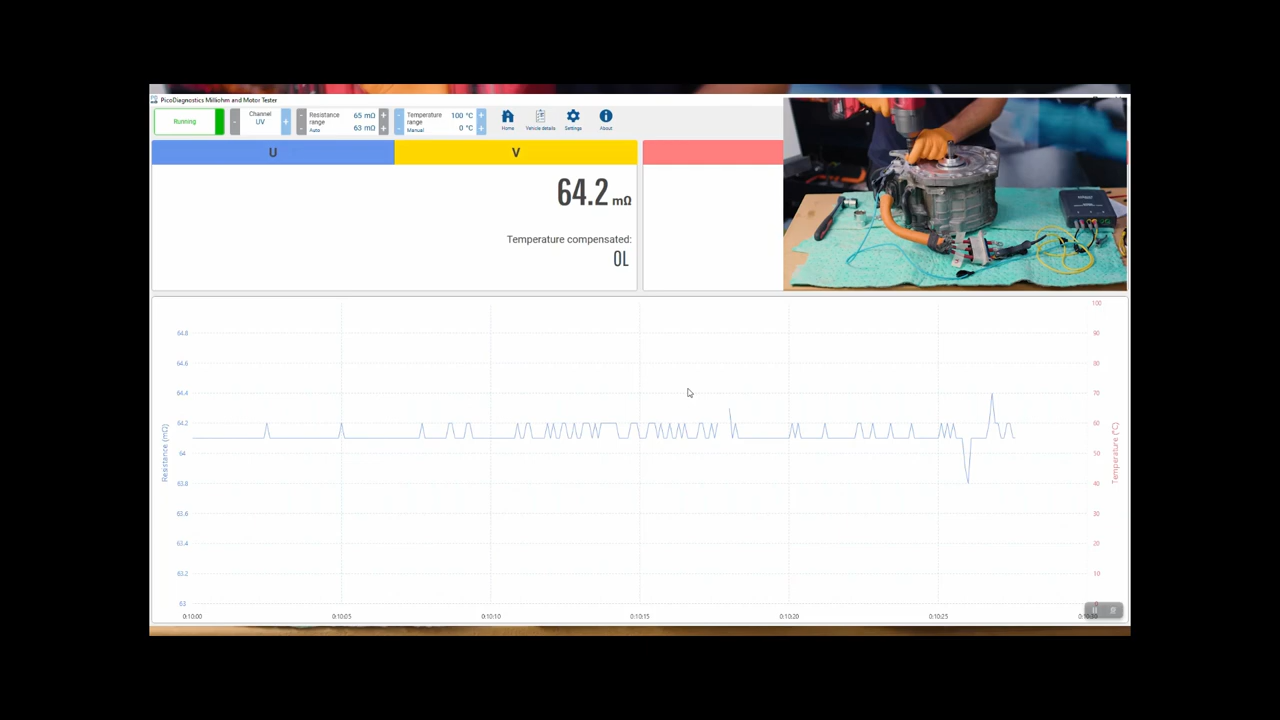 PicoDiagnostics Milliohm and Motor Tester
Running
- Channel UV +
- Resistance range Auto 65 mΩ 63 mΩ + +
- Temperature range Manual 100 °C 0 °C + +
Home
Vehicle details
Settings
About
U
V
64.2 mΩ
Temperature compensated:
OL
64.8
64.6
64.4
64.2
64
63.8
63.6
63.4
63.2
63
Resistance (mΩ)
100
90
80
70
60
50
40
30
20
10
Temperature (°C)
0:10:00
0:10:05
0:10:10
0:10:15
0:10:20
0:10:25